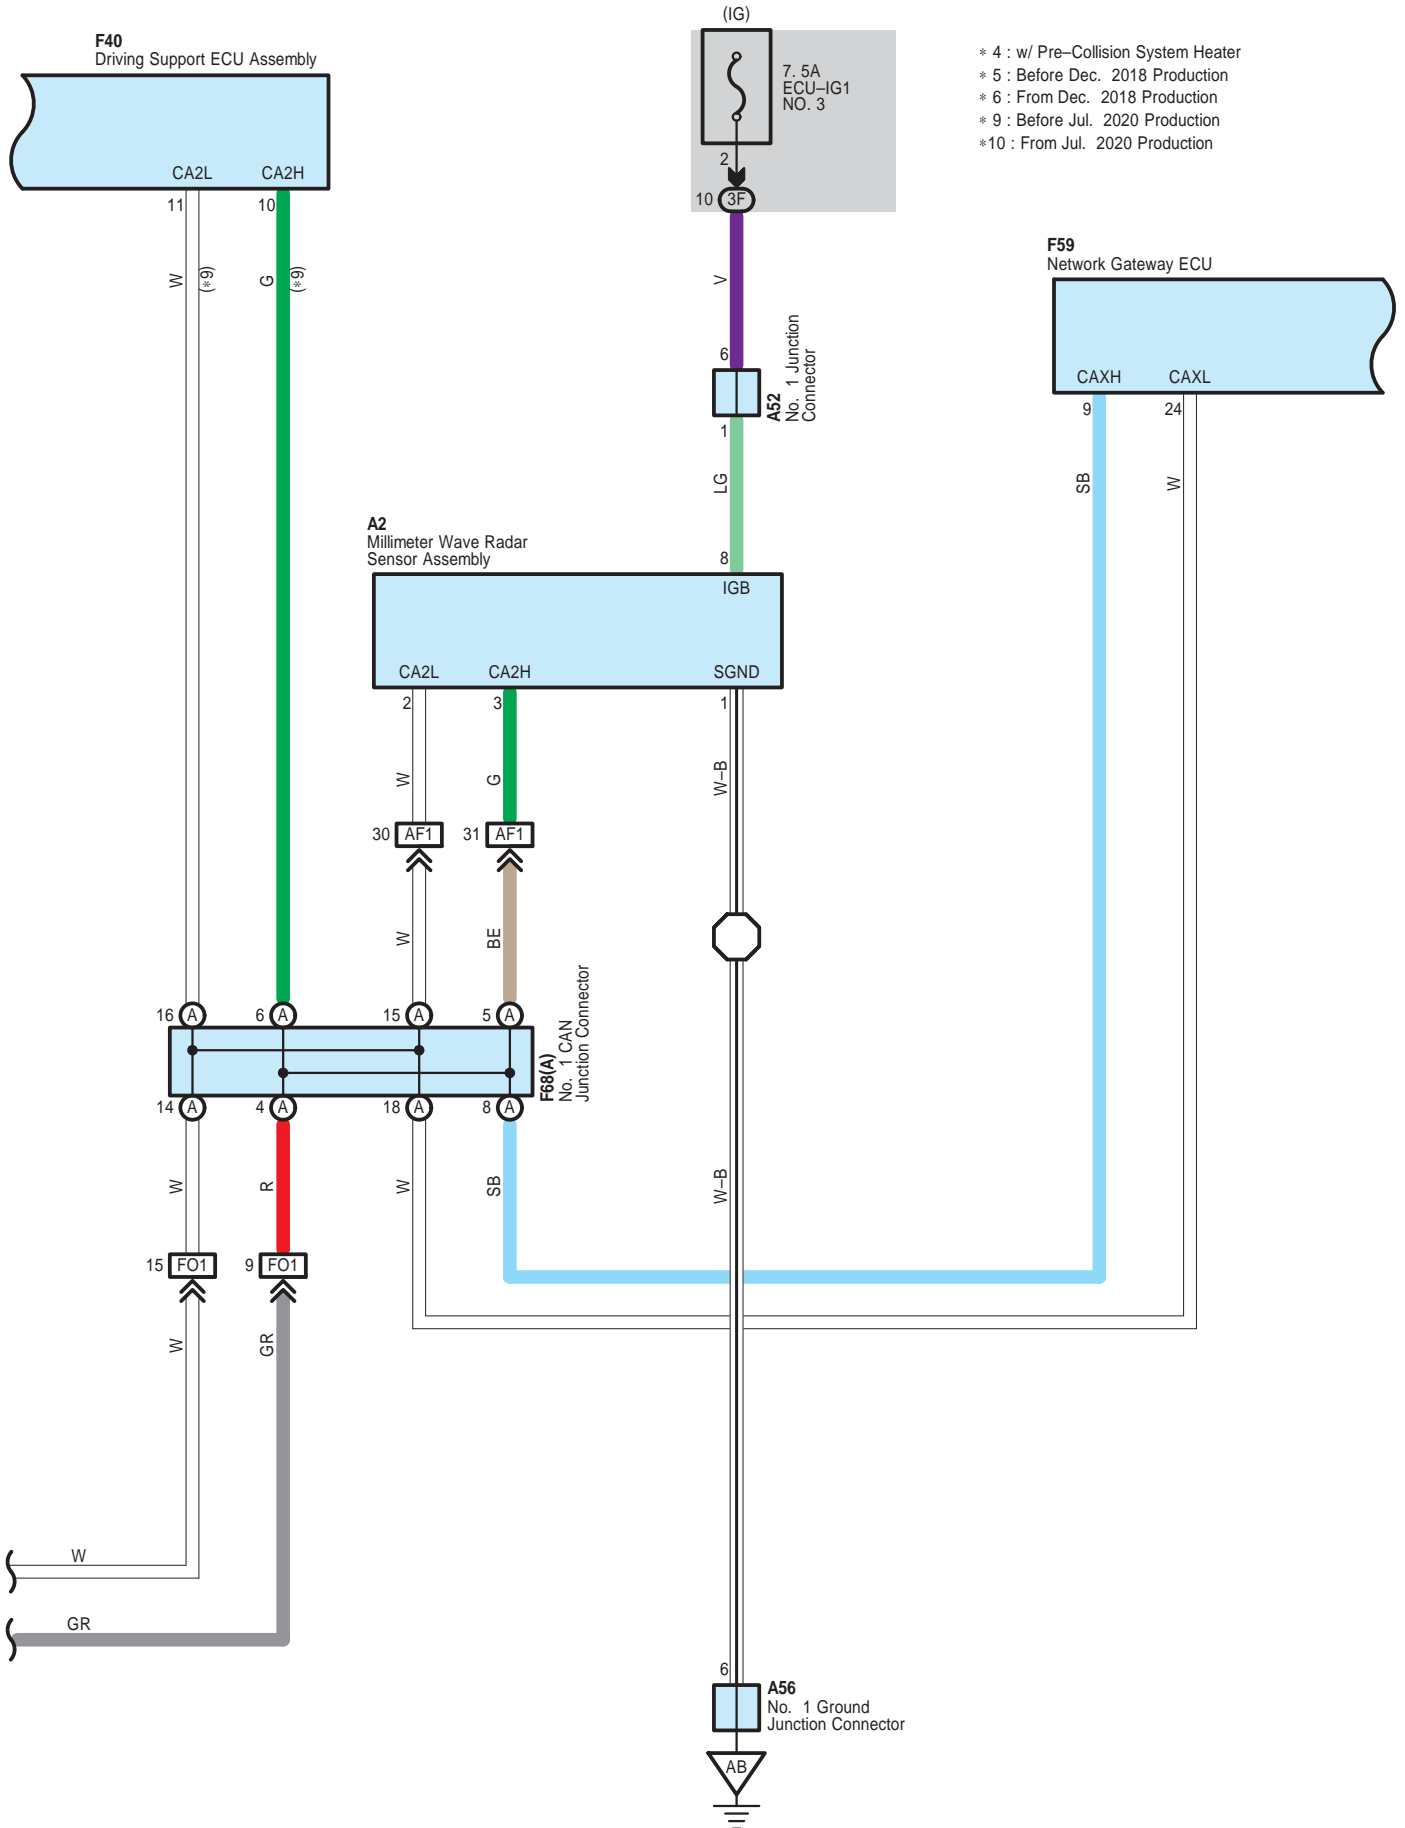 (IG)
F40
Driving Support ECU Assembly
7. 5A
ECU–IG1
NO. 3
∗ 4 : w/ Pre–Collision System Heater
∗ 5 : Before Dec. 2018 Production
∗ 6 : From Dec. 2018 Production
∗ 9 : Before Jul. 2020 Production
∗10 : From Jul. 2020 Production
CA2L CA2H
2
11 10
10 3F
F59
Network Gateway ECU
W (∗9) G (∗9)
V
6
A52
No. 1 Junction
Connector
CAXH CAXL
9 24
1
LG
SB W
A2
Millimeter Wave Radar
Sensor Assembly
8
IGB
CA2L CA2H SGND
2 3 1
W G W–B
30 AF1 31 AF1
W BE
16 A 6 A 15 A 5 A
F68(A)
No. 1 CAN
Junction Connector
14 A 4 A 18 A 8 A
W R W SB W–B
15 FO1 9 FO1
W GR
W
GR
6
A56
No. 1 Ground
Junction Connector
AB